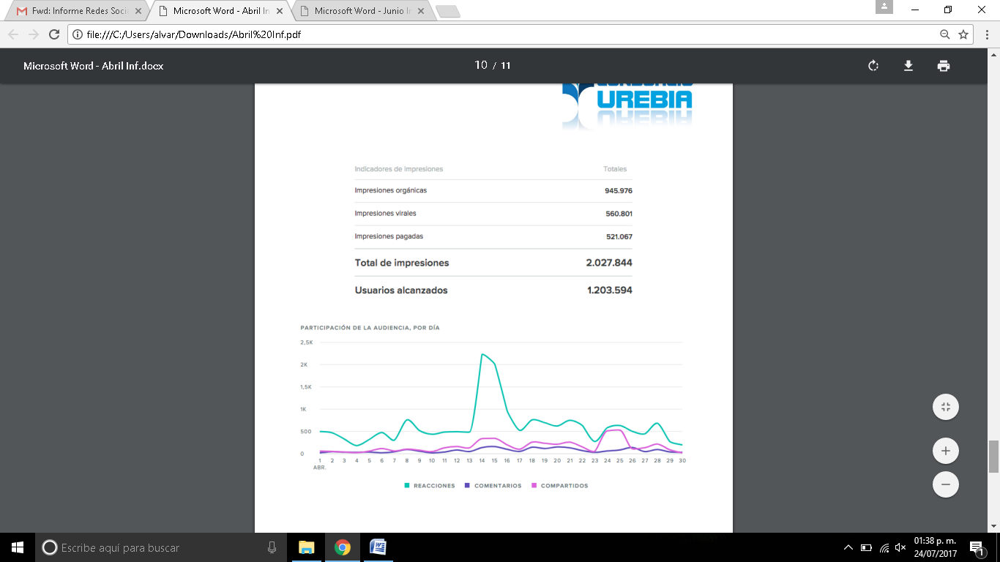 Fwd: Informe Redes Soci
Microsoft Word - Abril In
Microsoft Word - Junio I
file:///C:/Users/alvar/Downloads/Abril%20Inf.pdf
Microsoft Word - Abril Inf.docx
10 / 11
UREBIA
Indicadores de impresiones Totales
Impresiones orgánicas 945.976
Impresiones virales 560.801
Impresiones pagadas 521.067
Total de impresiones 2.027.844
Usuarios alcanzados 1.203.594
PARTICIPACIÓN DE LA AUDIENCIA, POR DÍA
2,5K
2K
1,5K
1K
500
0
1 2 3 4 5 6 7 8 9 10 11 12 13 14 15 16 17 18 19 20 21 22 23 24 25 26 27 28 29 30
ABR.
REACCIONES COMENTARIOS COMPARTIDOS
Escribe aquí para buscar
01:38 p. m.
24/07/2017
1